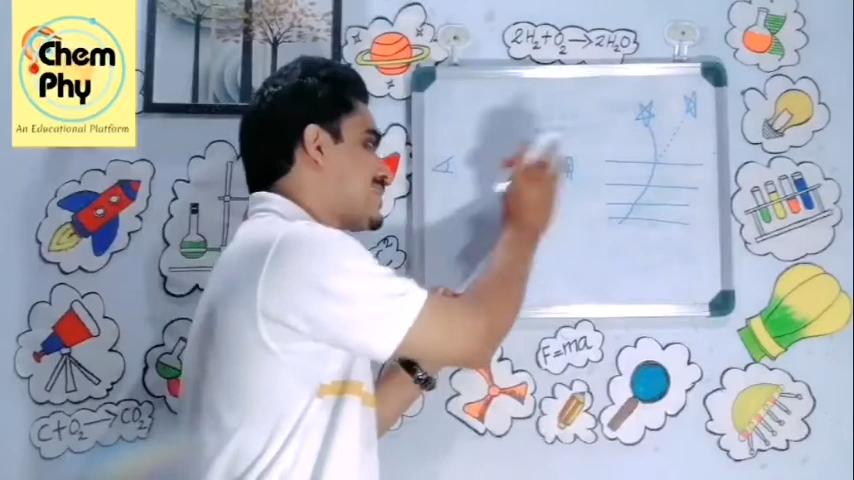 Chem
Phy
An Educational Platform
2H₂+O₂→2H₂O
F=ma
C+O₂→CO₂